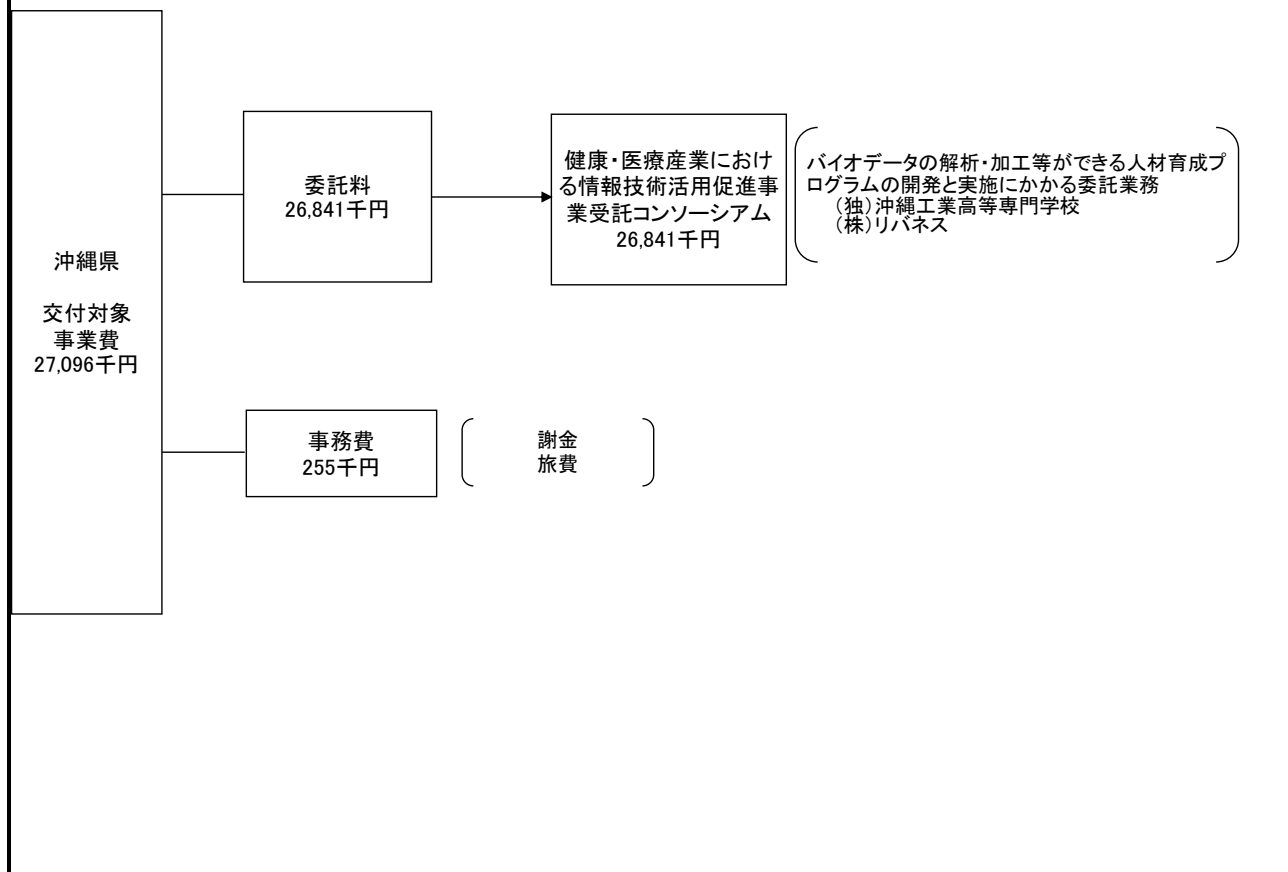 沖縄県
交付対象
事業費
27,096千円
委託料
26,841千円
健康・医療産業におけ
る情報技術活用促進事
業受託コンソーシアム
26,841千円
バイオデータの解析・加工等ができる人材育成プ
ログラムの開発と実施にかかる委託業務
（独）沖縄工業高等専門学校
（株）リバネス
事務費
255千円
謝金
旅費